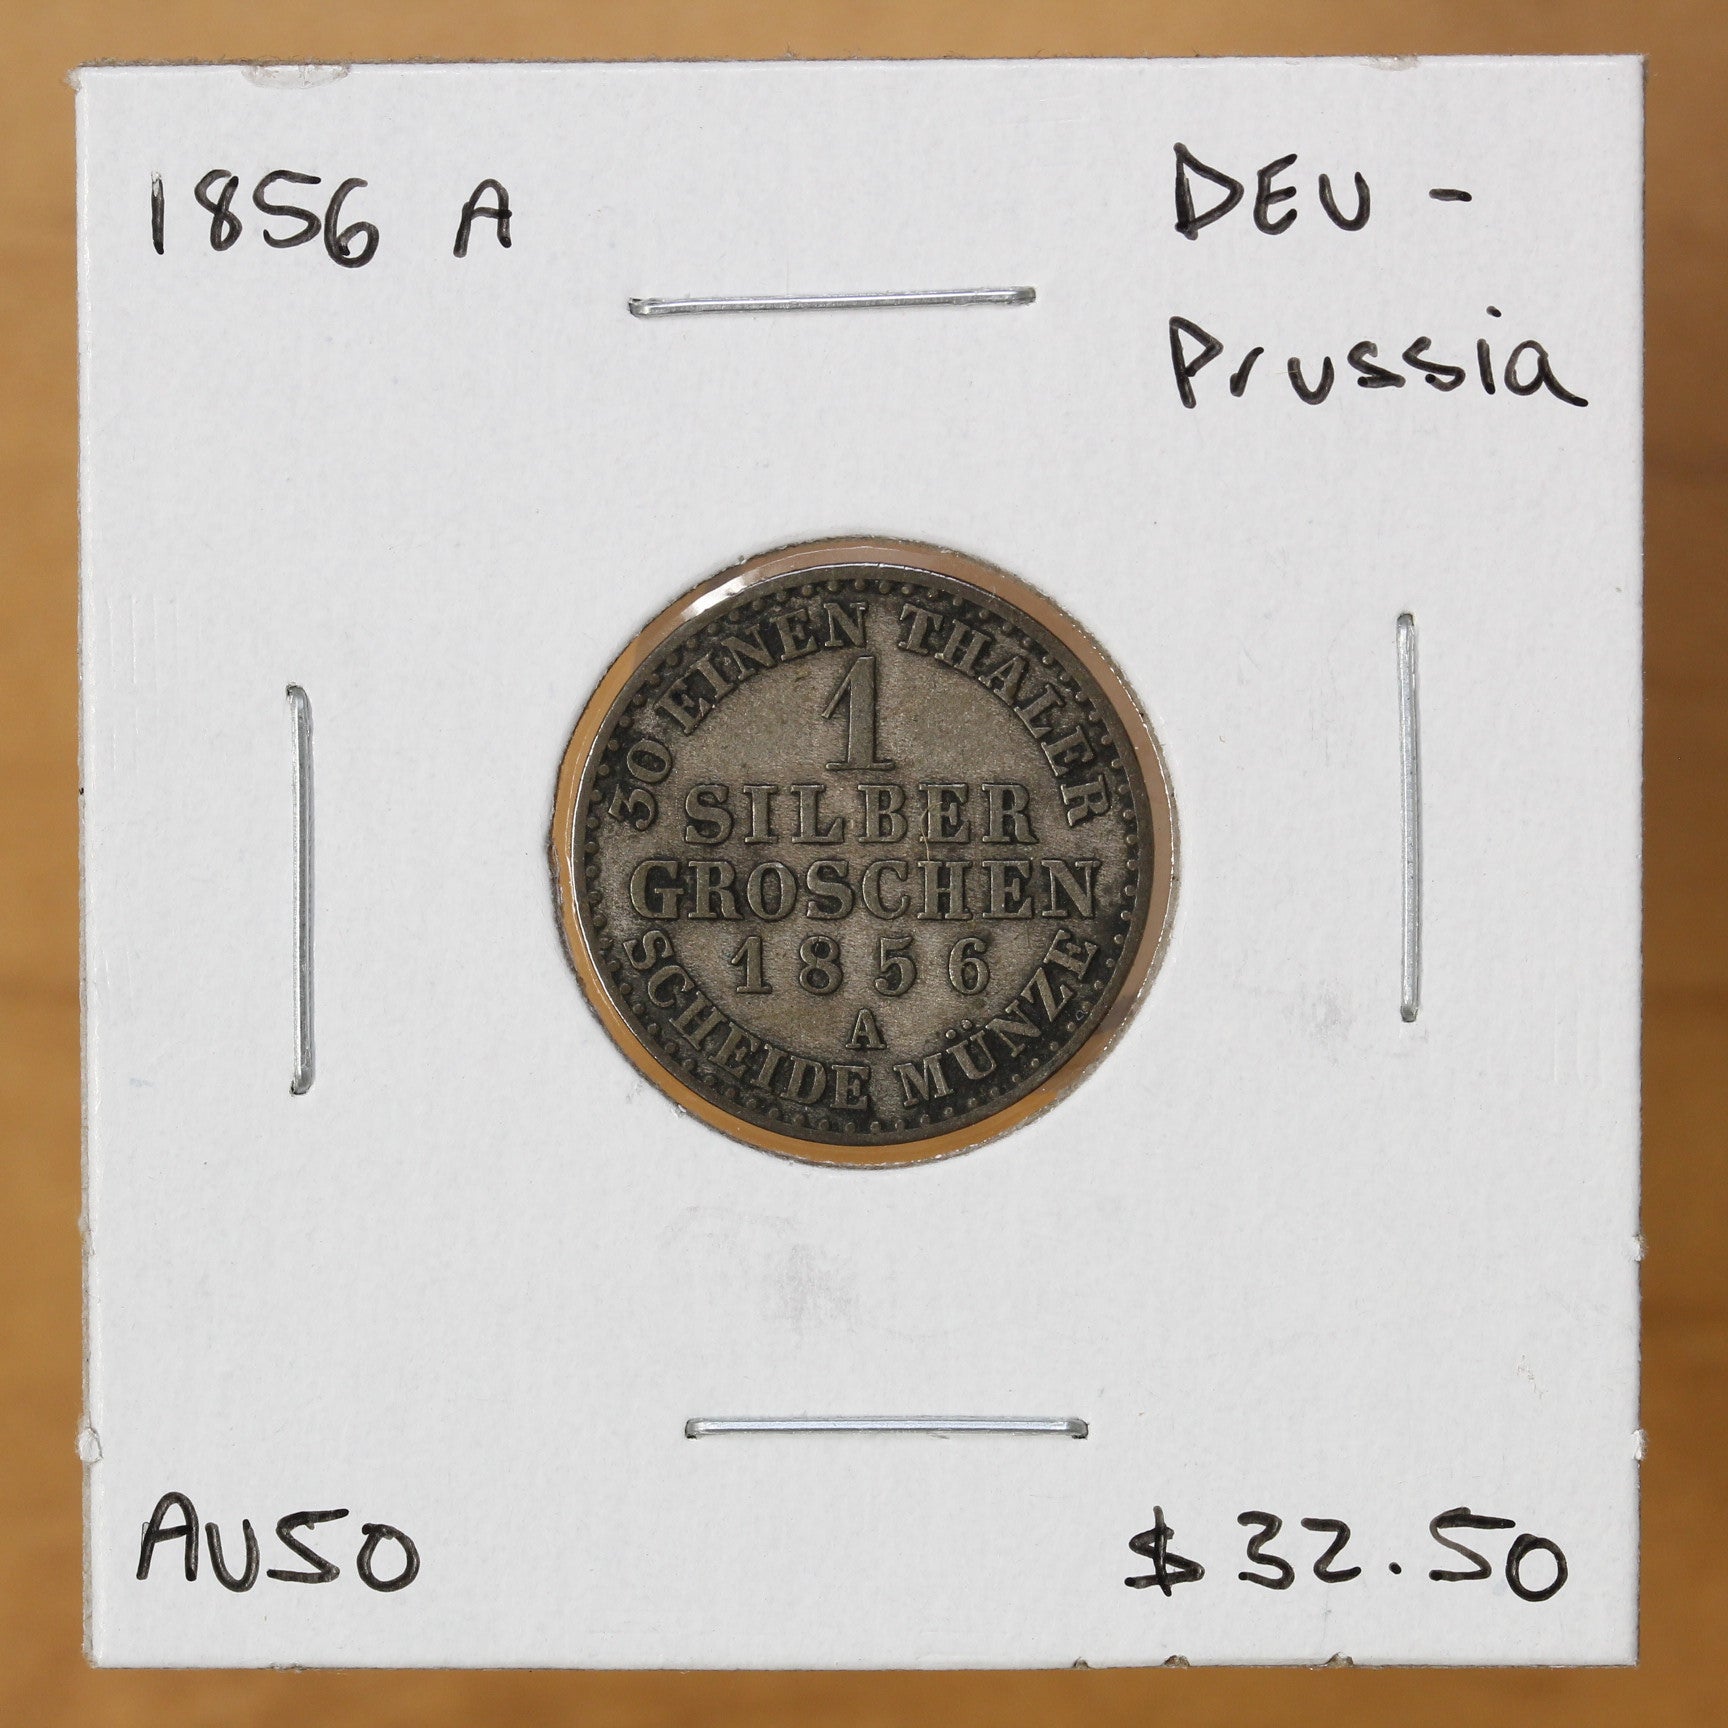 1856 A
DEU -
Prussia
30 EINEN THALER
1
SILBER
GROSCHEN
1856
A
SCHEIDE MÜNZE
AU50
$32.50